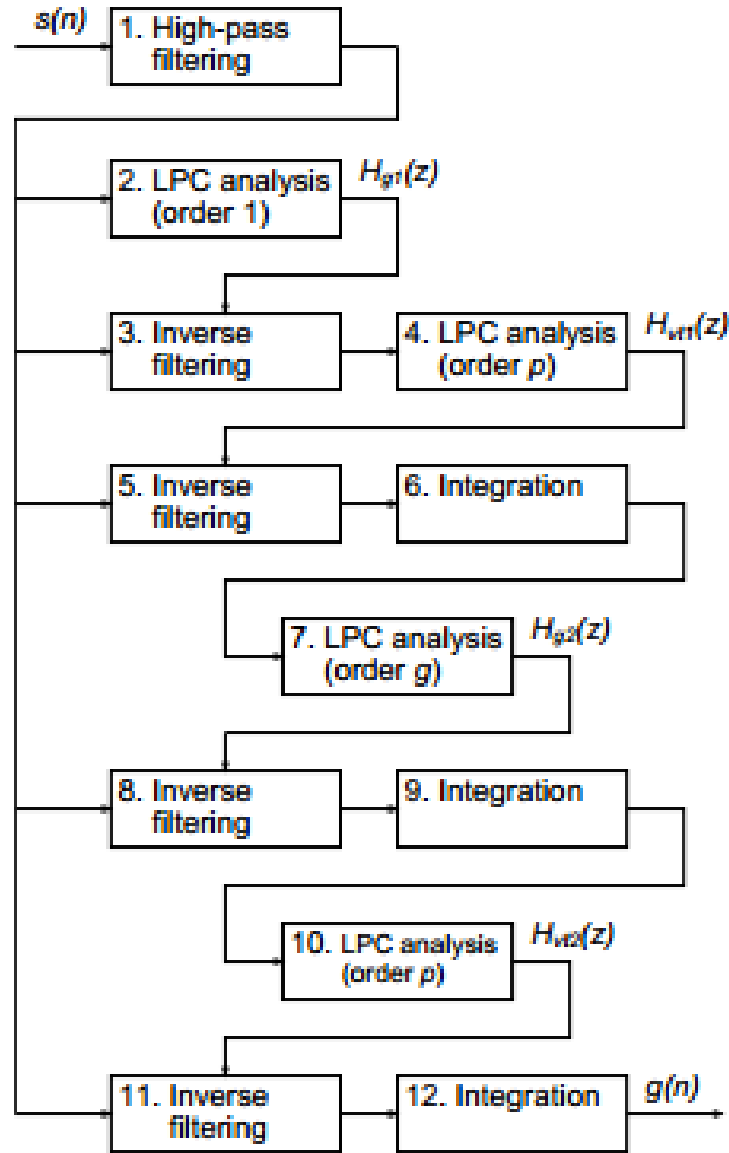 s(n)
1. High-pass
filtering
2. LPC analysis
(order 1)
Hg1(z)
3. Inverse
filtering
4. LPC analysis
(order p)
Hvt1(z)
5. Inverse
filtering
6. Integration
7. LPC analysis
(order g)
Hg2(z)
8. Inverse
filtering
9. Integration
10. LPC analysis
(order p)
Hvt2(z)
11. Inverse
filtering
12. Integration
g(n)